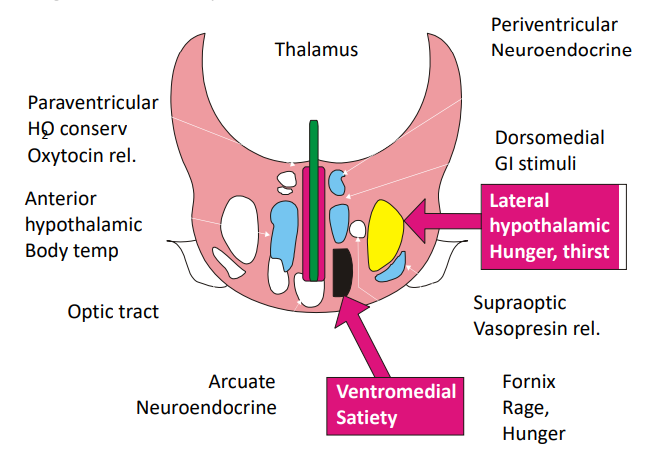 Periventricular
Neuroendocrine
Thalamus
Paraventricular
H2O conserv
Oxytocin rel.
Dorsomedial
GI stimuli
Anterior
hypothalamic
Body temp
Lateral
hypothalamic
Hunger, thirst
Optic tract
Supraoptic
Vasopresin rel.
Arcuate
Neuroendocrine
Ventromedial
Satiety
Fornix
Rage,
Hunger